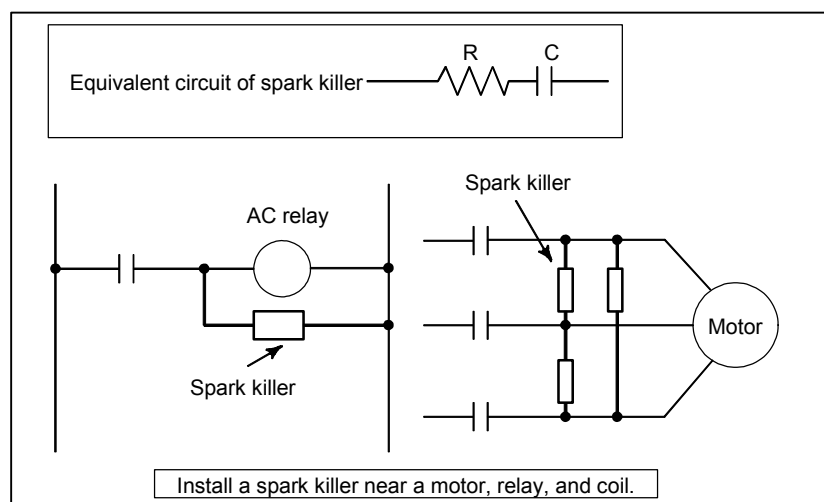 R C
Equivalent circuit of spark killer
Spark killer
AC relay
Motor
Spark killer
Install a spark killer near a motor, relay, and coil.